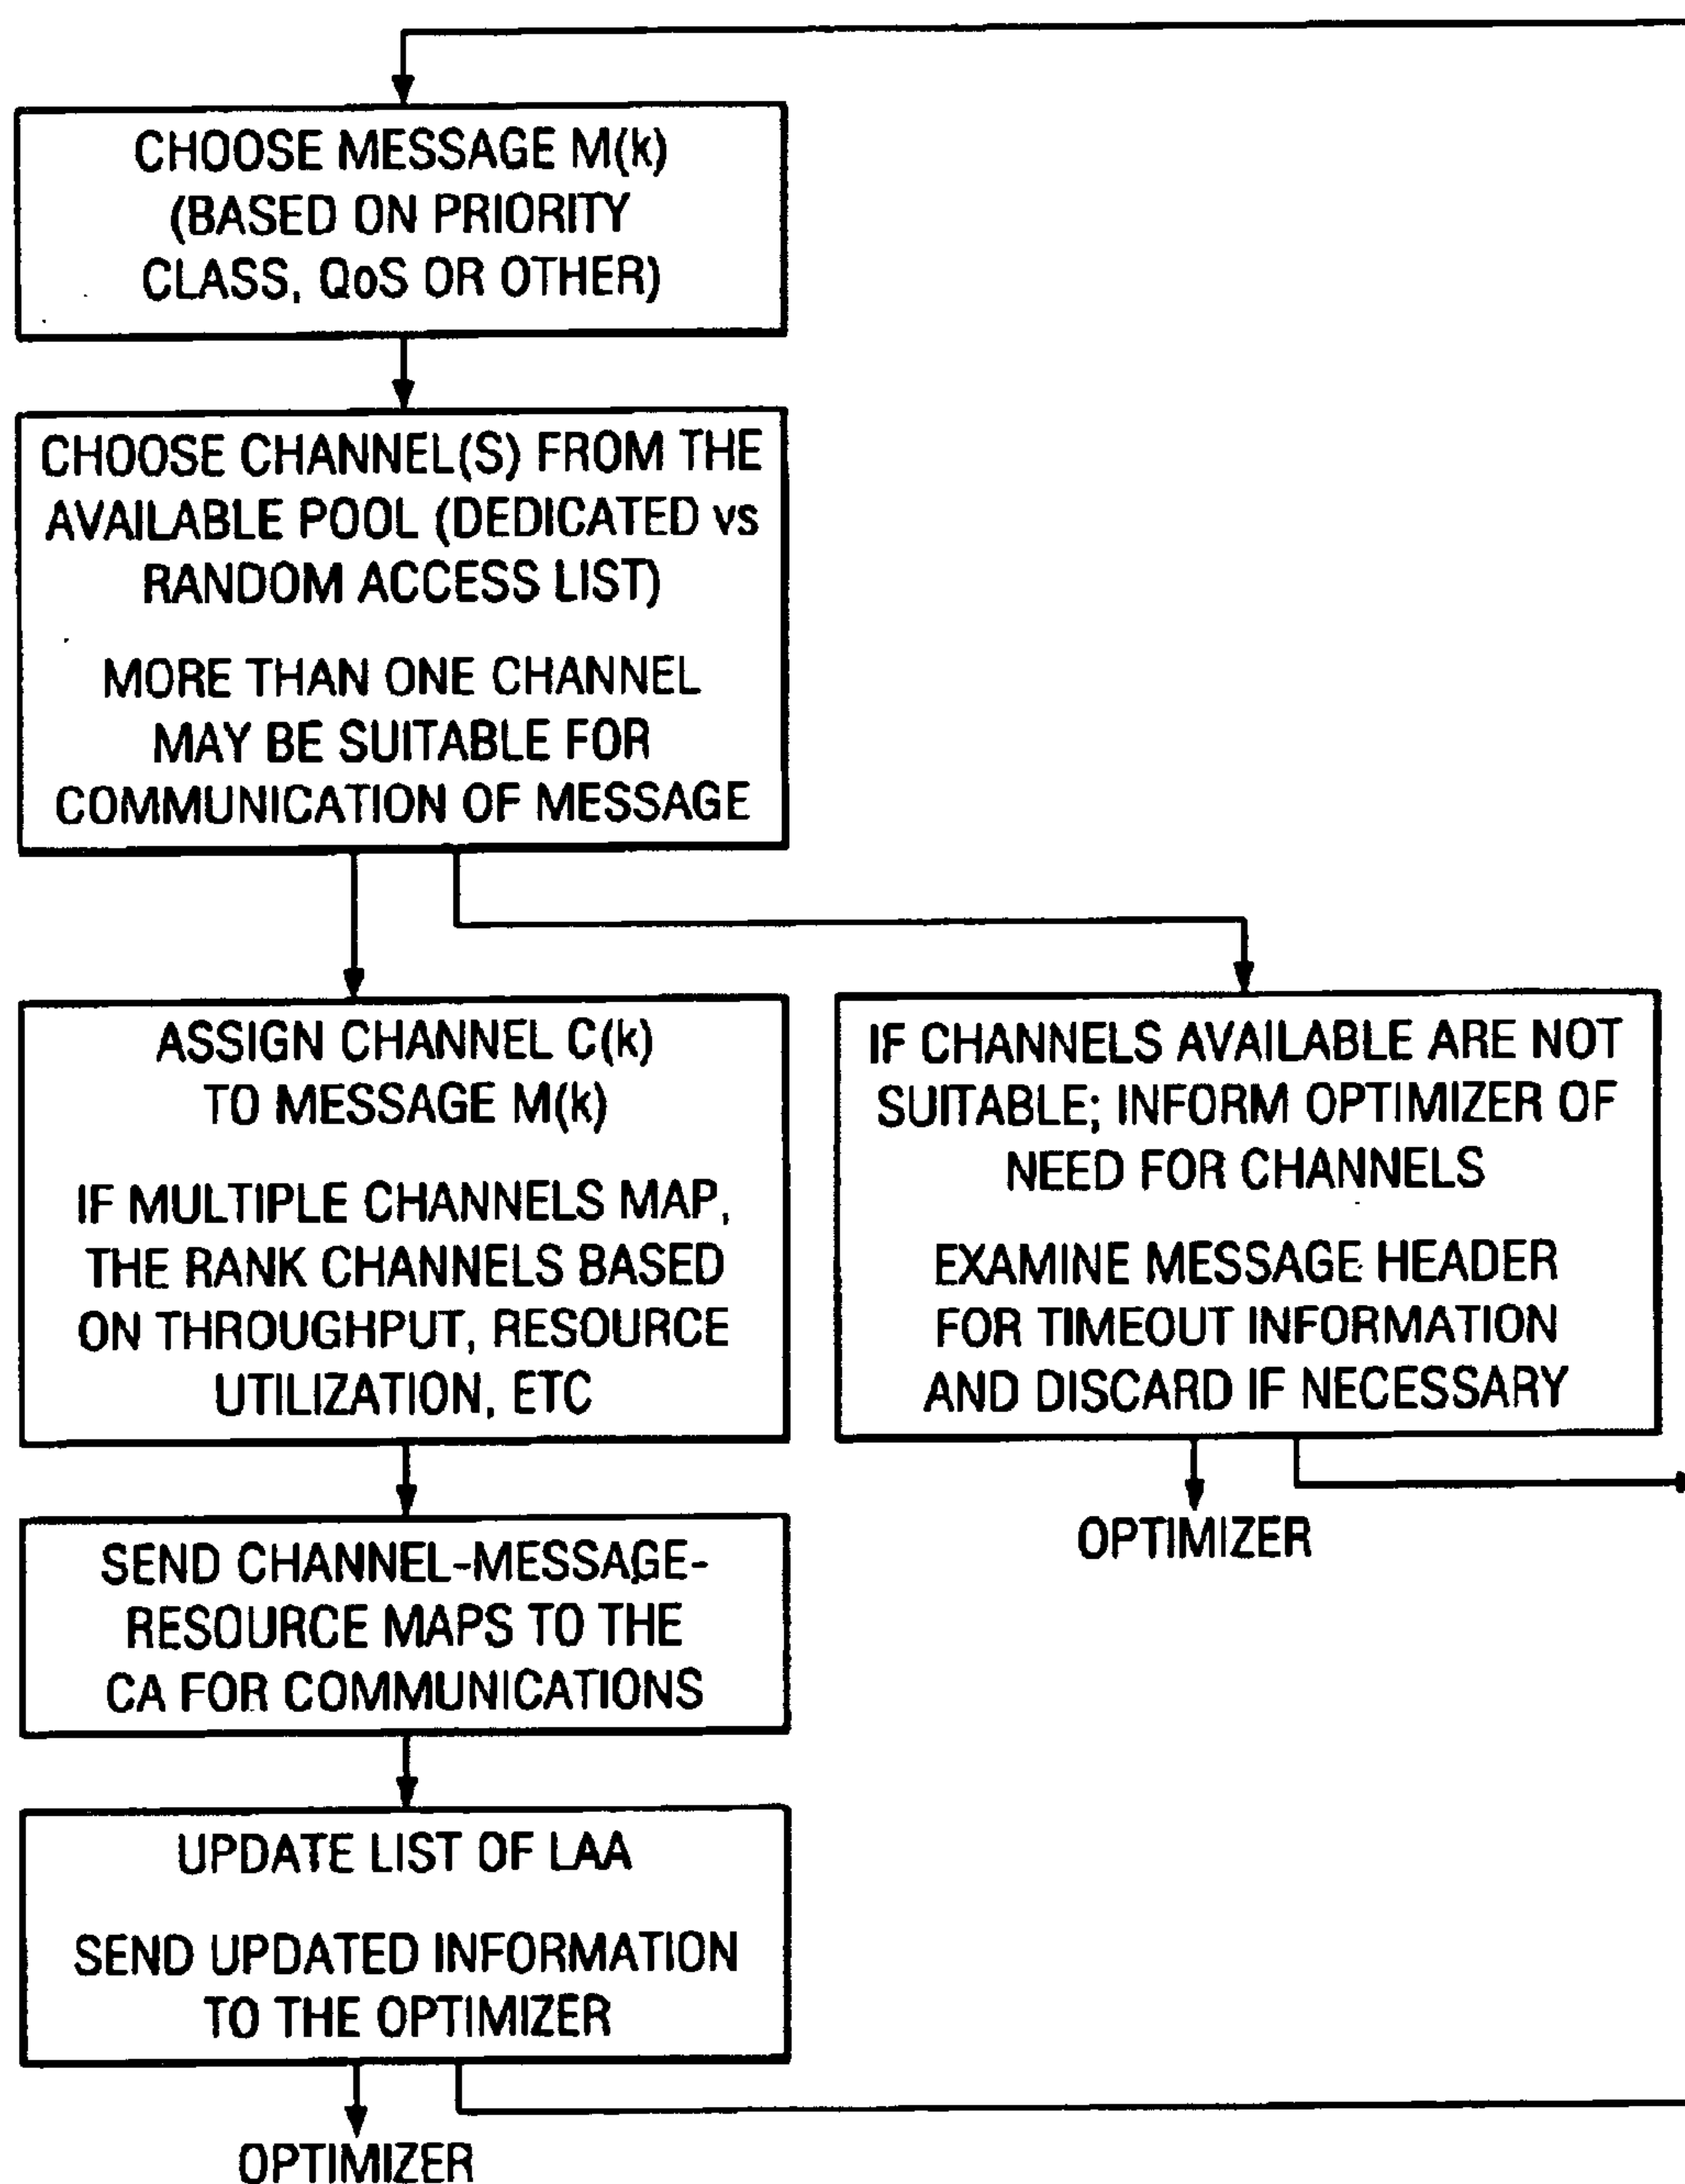 CHOOSE MESSAGE M(k)
(BASED ON PRIORITY
CLASS, QoS OR OTHER)
CHOOSE CHANNEL(S) FROM THE
AVAILABLE POOL (DEDICATED vs
RANDOM ACCESS LIST)
MORE THAN ONE CHANNEL
MAY BE SUITABLE FOR
COMMUNICATION OF MESSAGE
ASSIGN CHANNEL C(k)
TO MESSAGE M(k)
IF MULTIPLE CHANNELS MAP,
THE RANK CHANNELS BASED
ON THROUGHPUT, RESOURCE
UTILIZATION, ETC
IF CHANNELS AVAILABLE ARE NOT
SUITABLE; INFORM OPTIMIZER OF
NEED FOR CHANNELS
EXAMINE MESSAGE HEADER
FOR TIMEOUT INFORMATION
AND DISCARD IF NECESSARY
OPTIMIZER
SEND CHANNEL-MESSAGE-
RESOURCE MAPS TO THE
CA FOR COMMUNICATIONS
UPDATE LIST OF LAA
SEND UPDATED INFORMATION
TO THE OPTIMIZER
OPTIMIZER